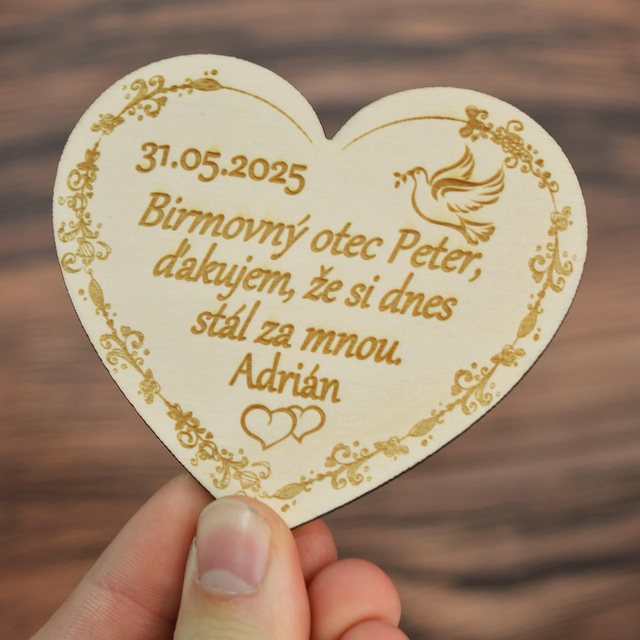 31.05.2025
Birmovný otec Peter,
ďakujem, že si dnes
stál za mnou.
Adrián